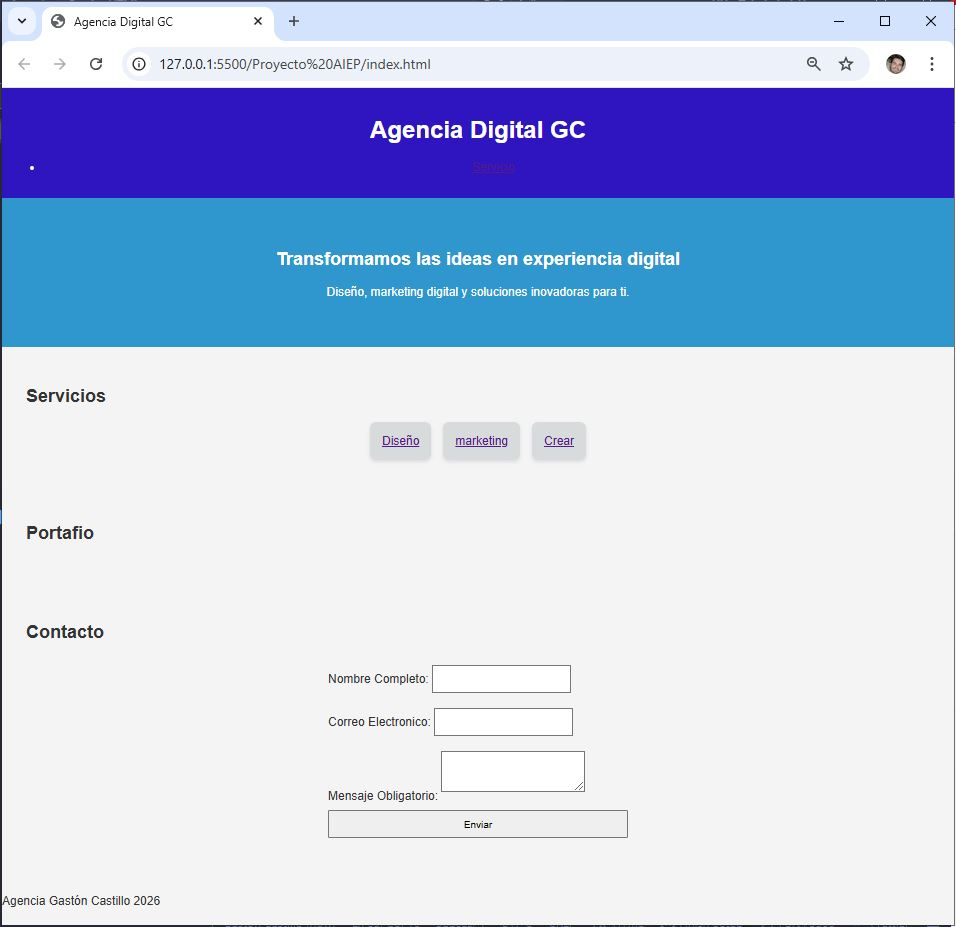 Agencia Digital GC
127.0.0.1:5500/Proyecto%20AIEP/index.html
Agencia Digital GC
Servicio
Transformamos las ideas en experiencia digital
Diseño, marketing digital y soluciones inovadoras para ti.
Servicios
Diseño marketing Crear
Portafio
Contacto
Nombre Completo:
Correo Electronico:
Mensaje Obligatorio:
Enviar
Agencia Gastón Castillo 2026